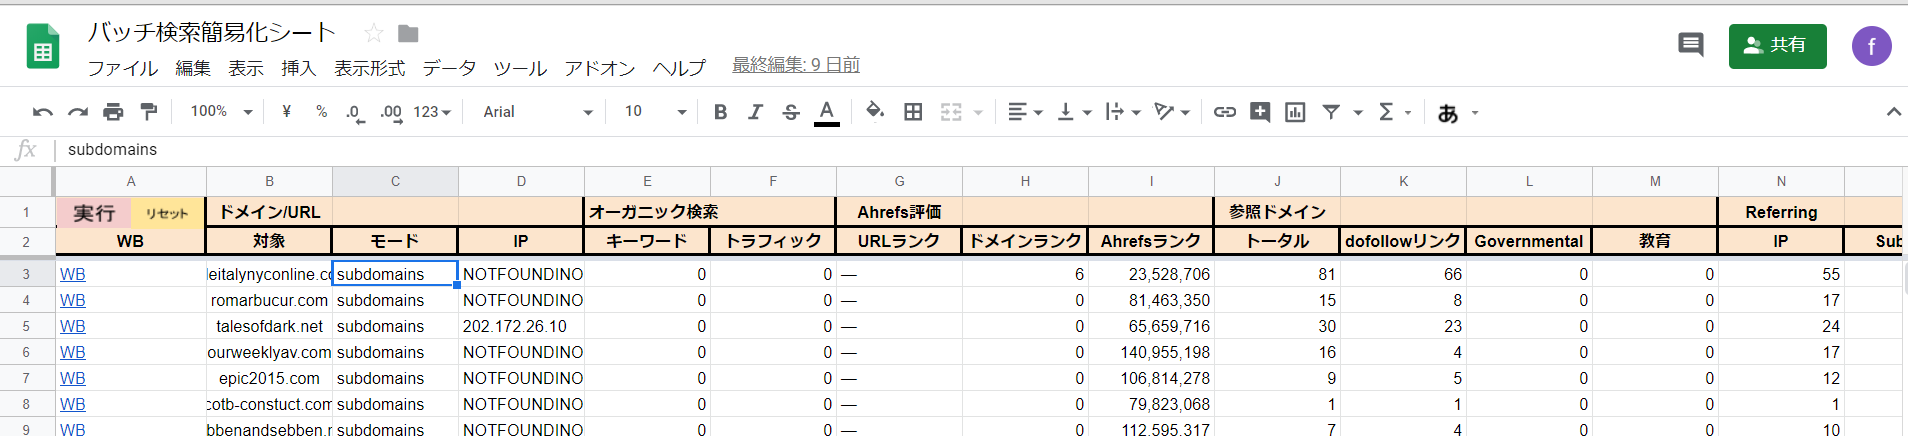 バッチ検索簡易化シート
ファイル 編集 表示 挿入 表示形式 データ ツール アドオン ヘルプ 最終編集: 9 日前
共有 f
100% ¥ % .0 .00 123 Arial 10 B I S A Σ あ
fx subdomains
A B C D E F G H I J K L M N
1 実行 リセット ドメイン/URL オーガニック検索 Ahrefs評価 参照ドメイン Referring
2 WB 対象 モード IP キーワード トラフィック URLランク ドメインランク Ahrefsランク トータル dofollowリンク Governmental 教育 IP Sub
3 WB leitalynyconline.co subdomains NOTFOUNDINO 0 0 — 6 23,528,706 81 66 0 0 55
4 WB romarbucur.com subdomains NOTFOUNDINO 0 0 — 0 81,463,350 15 8 0 0 17
5 WB talesofdark.net subdomains 202.172.26.10 0 0 — 0 65,659,716 30 23 0 0 24
6 WB ourweeklyav.com subdomains NOTFOUNDINO 0 0 — 0 140,955,198 16 4 0 0 17
7 WB epic2015.com subdomains NOTFOUNDINO 0 0 — 0 106,814,278 9 5 0 0 12
8 WB cotb-constuct.com subdomains NOTFOUNDINO 0 0 — 0 79,823,068 1 1 0 0 1
9 WB bbenandsebben.r subdomains NOTFOUNDINO 0 0 — 0 112,595,317 7 4 0 0 10